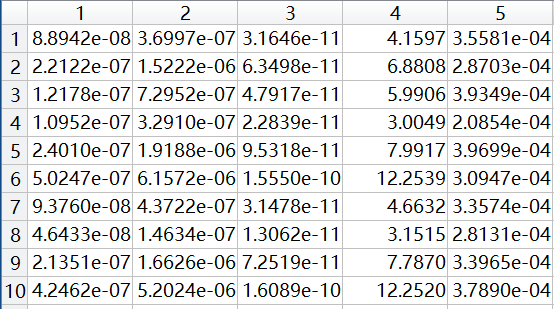 1 2 3 4 5
1 8.8942e-08 3.6997e-07 3.1646e-11 4.1597 3.5581e-04
2 2.2122e-07 1.5222e-06 6.3498e-11 6.8808 2.8703e-04
3 1.2178e-07 7.2952e-07 4.7917e-11 5.9906 3.9349e-04
4 1.0952e-07 3.2910e-07 2.2839e-11 3.0049 2.0854e-04
5 2.4010e-07 1.9188e-06 9.5318e-11 7.9917 3.9699e-04
6 5.0247e-07 6.1572e-06 1.5550e-10 12.2539 3.0947e-04
7 9.3760e-08 4.3722e-07 3.1478e-11 4.6632 3.3574e-04
8 4.6433e-08 1.4634e-07 1.3062e-11 3.1515 2.8131e-04
9 2.1351e-07 1.6626e-06 7.2519e-11 7.7870 3.3965e-04
10 4.2462e-07 5.2024e-06 1.6089e-10 12.2520 3.7890e-04